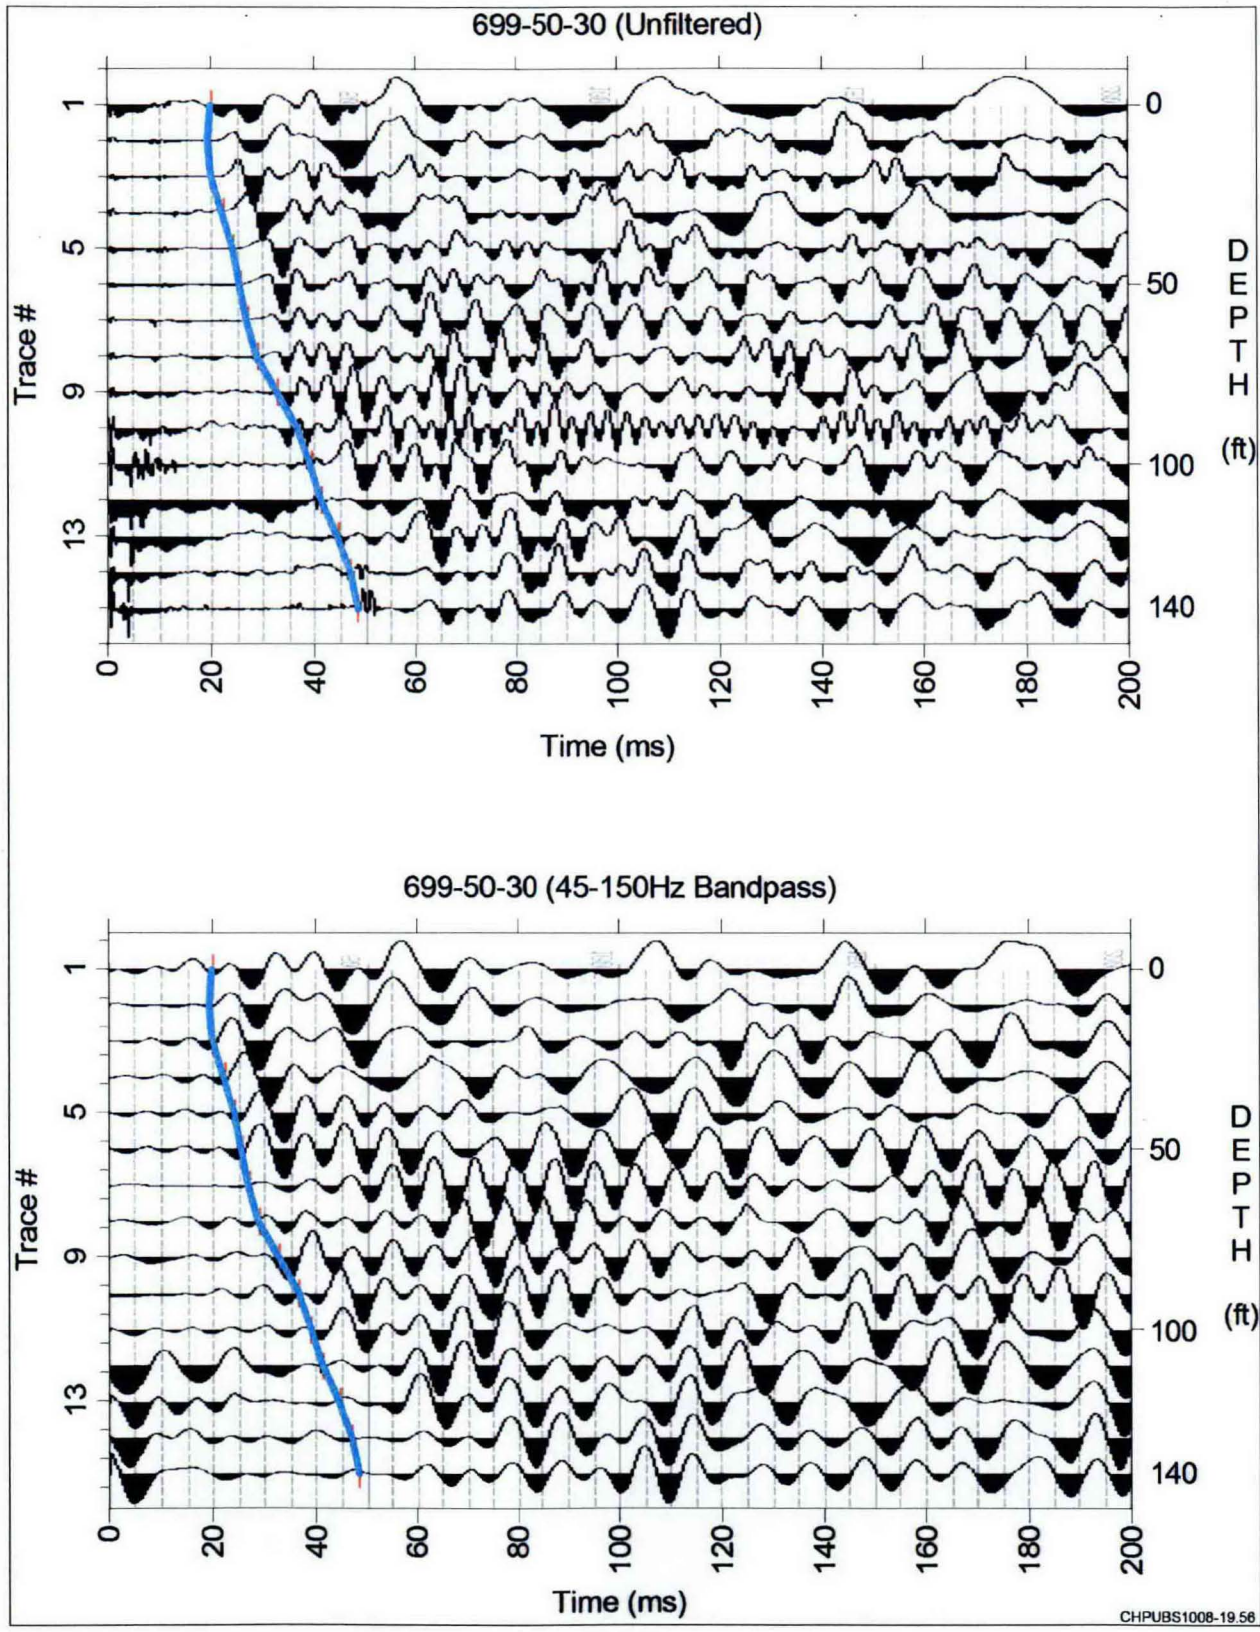 699-50-30 (Unfiltered)
Trace #
1
5
9
13
0
50
100
140
DEPTH
(ft)
0 20 40 60 80 100 120 140 160 180 200
Time (ms)
699-50-30 (45-150Hz Bandpass)
Trace #
1
5
9
13
0
50
100
140
DEPTH
(ft)
0 20 40 60 80 100 120 140 160 180 200
Time (ms)
CHPUBS1008-19.56